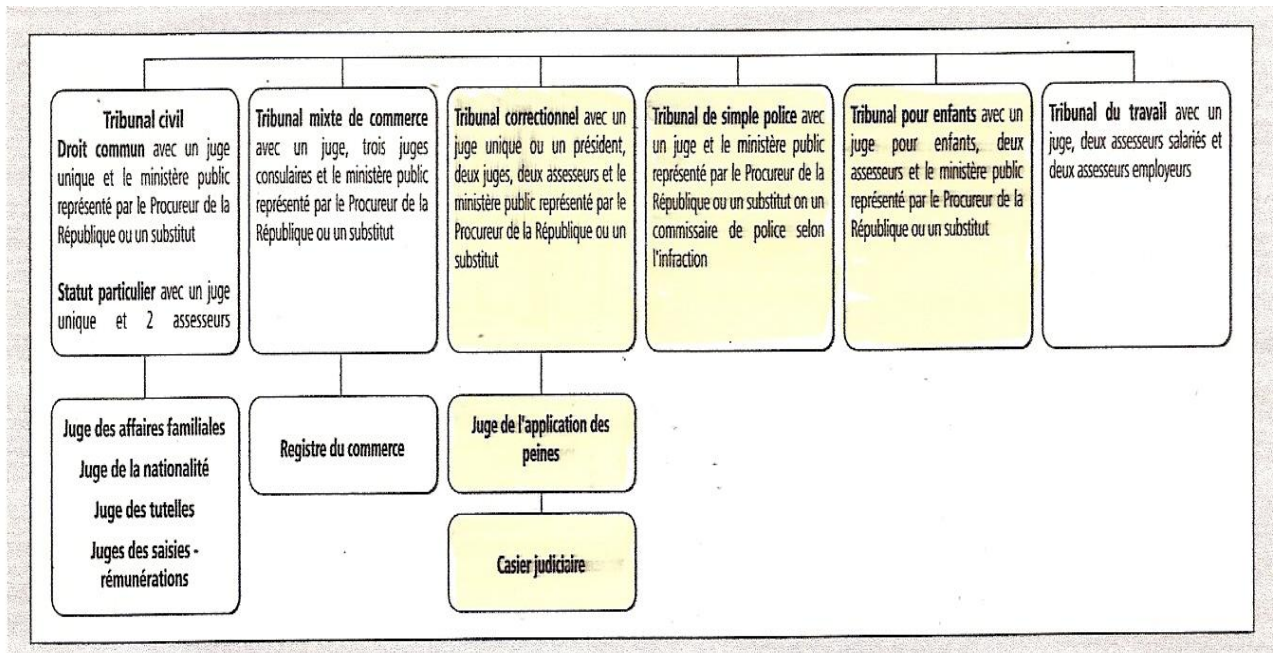 Tribunal civil
Droit commun avec un juge
unique et le ministère public
représenté par le Procureur de la
République ou un substitut
Statut particulier avec un juge
unique et 2 assesseurs
Tribunal mixte de commerce
avec un juge, trois juges
consulaires et le ministère public
représenté par le Procureur de la
République ou un substitut
Tribunal correctionnel avec un
juge unique ou un président,
deux juges, deux assesseurs et le
ministère public représenté par le
Procureur de la République ou un
substitut
Tribunal de simple police avec
un juge et le ministère public
représenté par le Procureur de la
République ou un substitut on un
commissaire de police selon
l'infraction
Tribunal pour enfants avec un
juge pour enfants, deux
assesseurs et le ministère public
représenté par le Procureur de la
République ou un substitut
Tribunal du travail avec un
juge, deux assesseurs salariés et
deux assesseurs employeurs
Juge des affaires familiales
Juge de la nationalité
Juge des tutelles
Juges des saisies -
rémunérations
Registre du commerce
Juge de l'application des
peines
Casier judiciaire